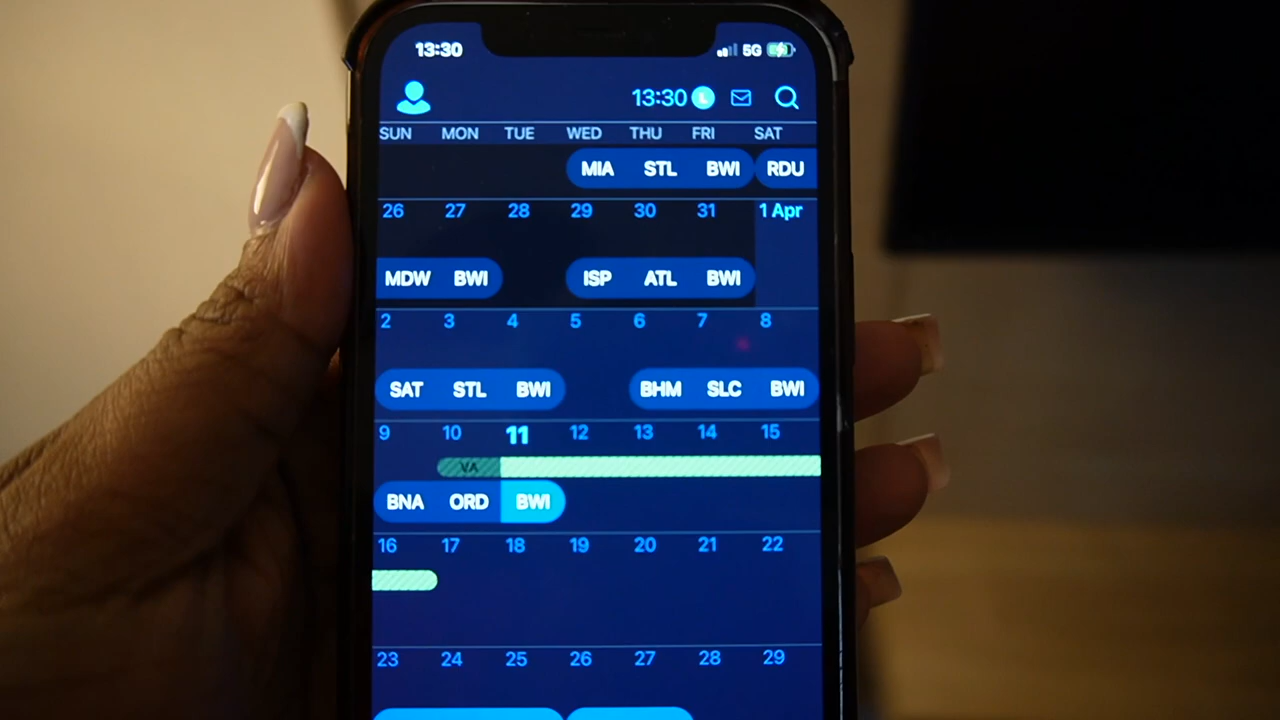 13:30 5G
13:30 L
SUN MON TUE WED THU FRI SAT
MIA STL BWI RDU
26 27 28 29 30 31 1 Apr
MDW BWI ISP ATL BWI
2 3 4 5 6 7 8
SAT STL BWI BHM SLC BWI
9 10 11 12 13 14 15
VA
BNA ORD BWI
16 17 18 19 20 21 22
23 24 25 26 27 28 29